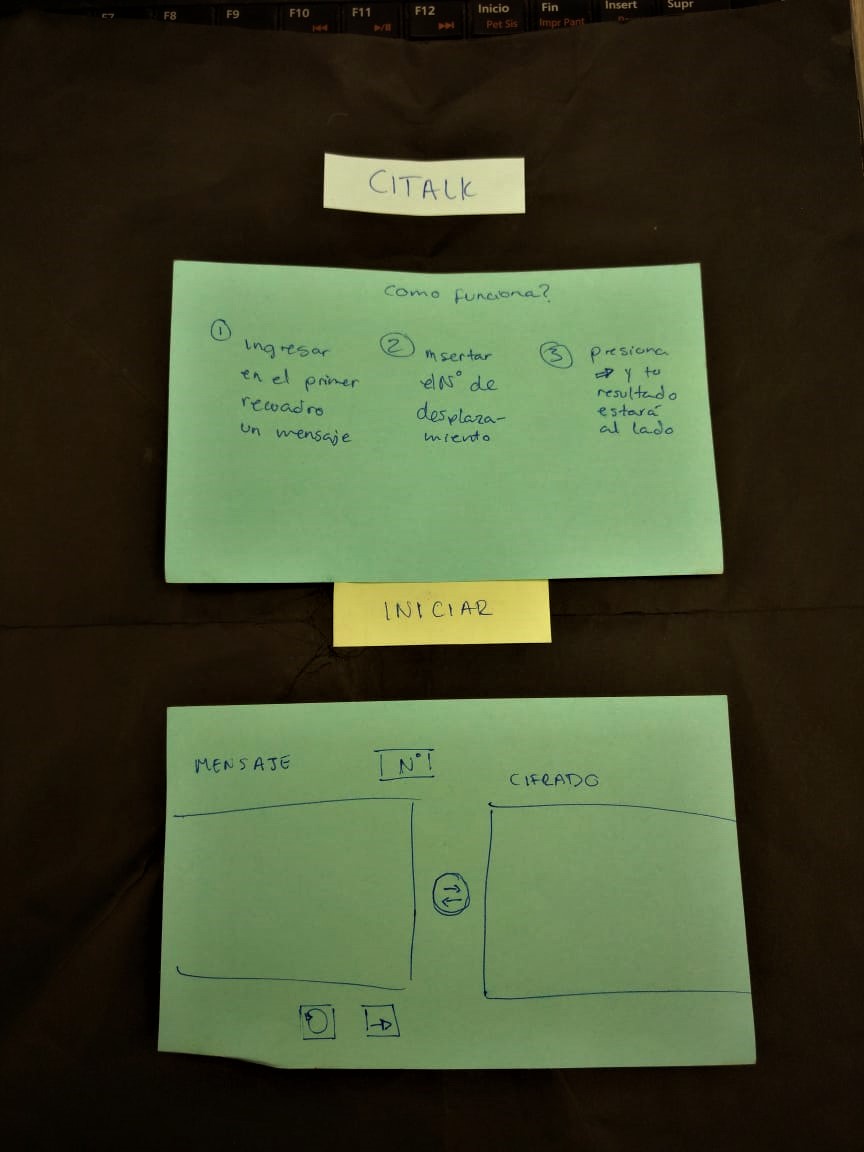 F7 F8 F9 F10 F11 F12 Inicio Fin Insert Supr
Pet Sis Impr Pant
CITALK
Como funciona?
1
Ingresar
en el primer
recuadro
un mensaje
2
Insertar
el N° de
desplaza-
miento
3
presiona
⇒ y tu
resultado
estará
al lado
INICIAR
MENSAJE
N°
CIFRADO